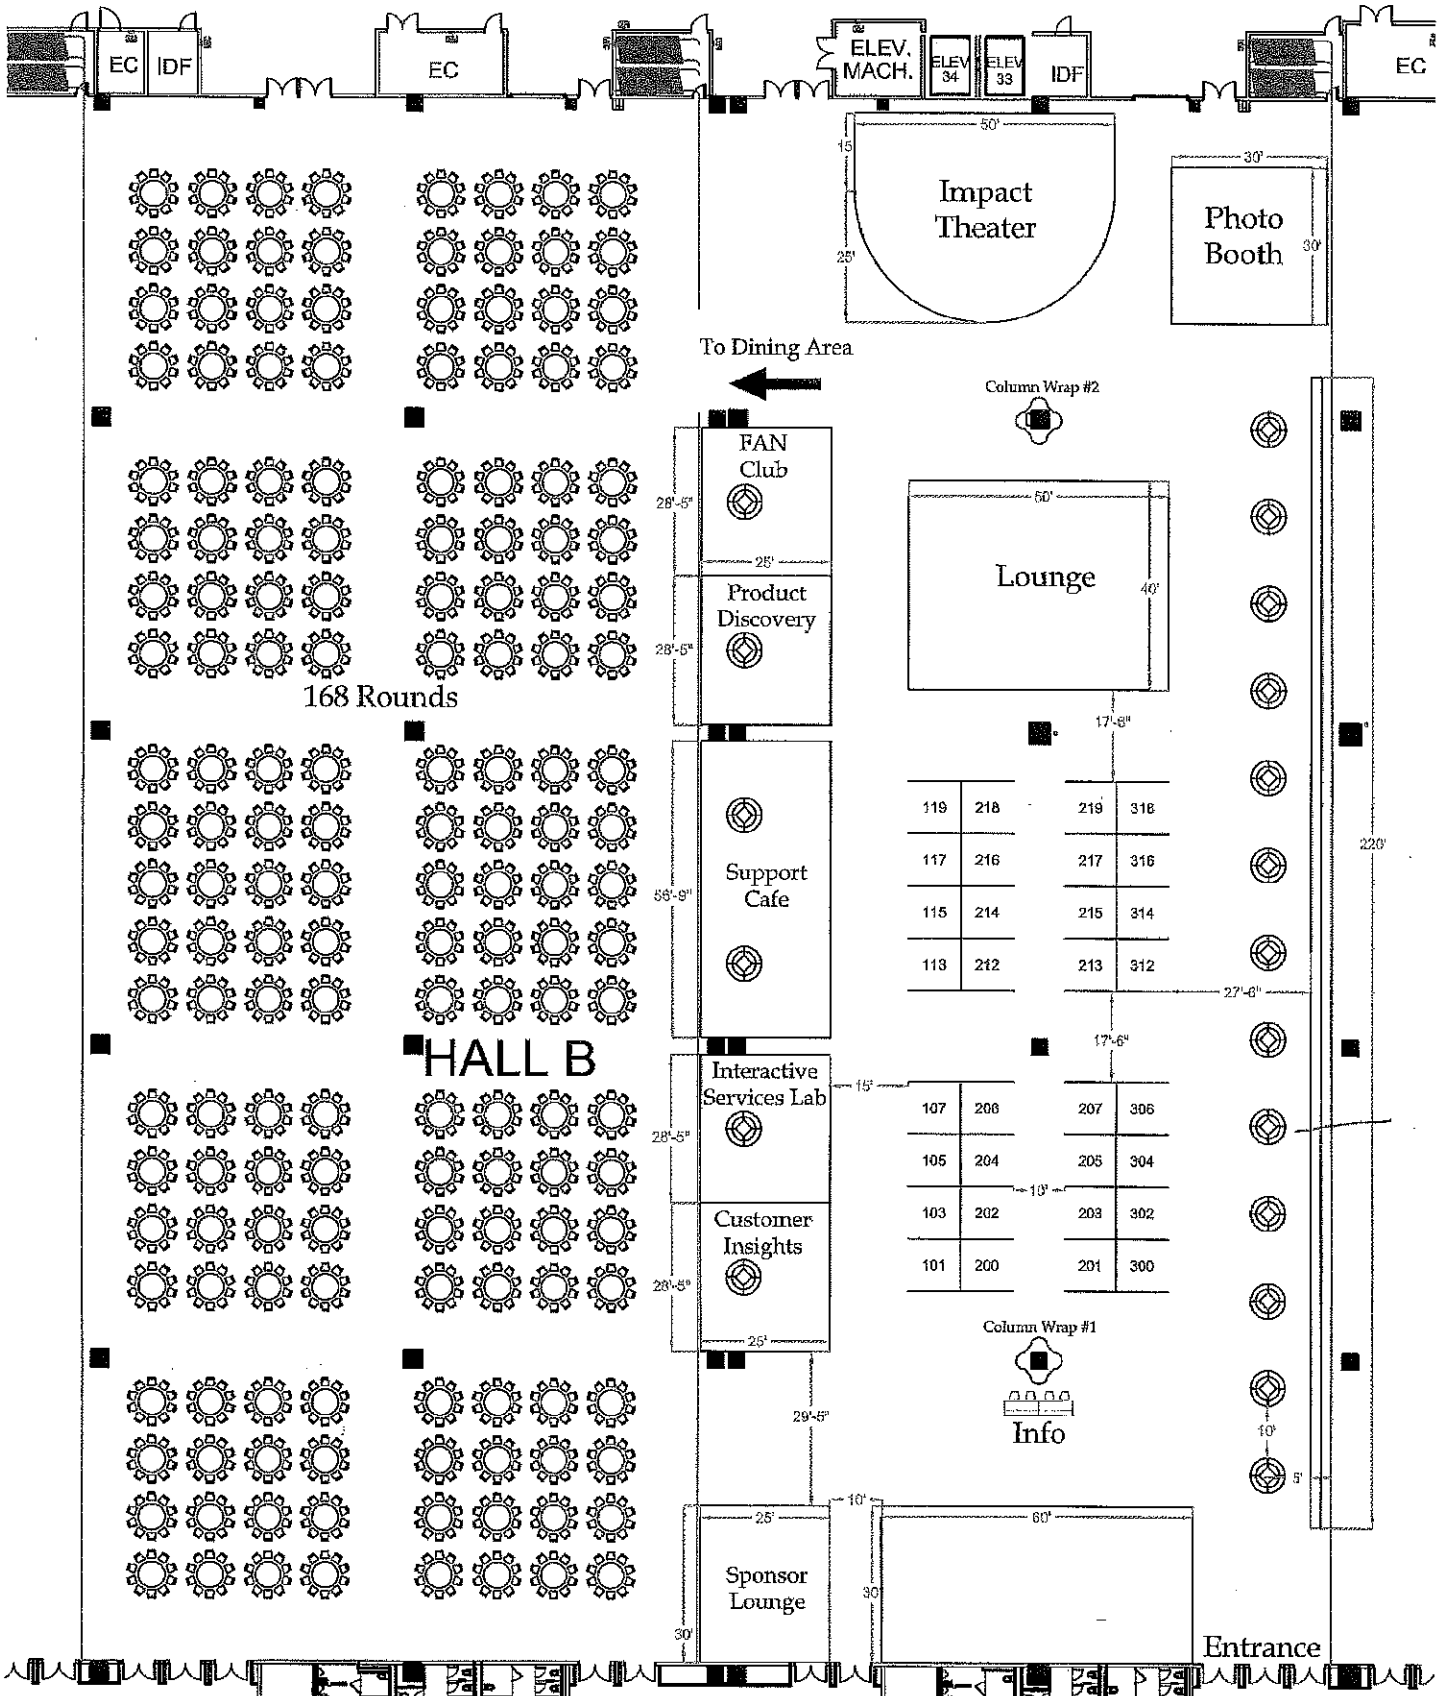 EC
IDF
EC
ELEV.
MACH.
ELEV
34
ELEV
33
IDF
EC
50'
15'
Impact
Theater
25'
30'
Photo
Booth
30'
To Dining Area
Column Wrap #2
FAN
Club
28'-5"
25'
50'
Lounge
40'
Product
Discovery
28'-5"
168 Rounds
17'-6"
119 218 219 318
117 216 217 316
115 214 215 314
113 212 213 312
220'
56'-9"
Support
Cafe
27'-6"
17'-6"
HALL B
Interactive
Services Lab
28'-5"
15'
107 206 207 306
105 204 205 304
10'
103 202 203 302
101 200 201 300
Customer
Insights
28'-5"
25'
Column Wrap #1
Info
29'-5"
10'
5'
10'
25'
60'
Sponsor
Lounge
30'
30'
Entrance